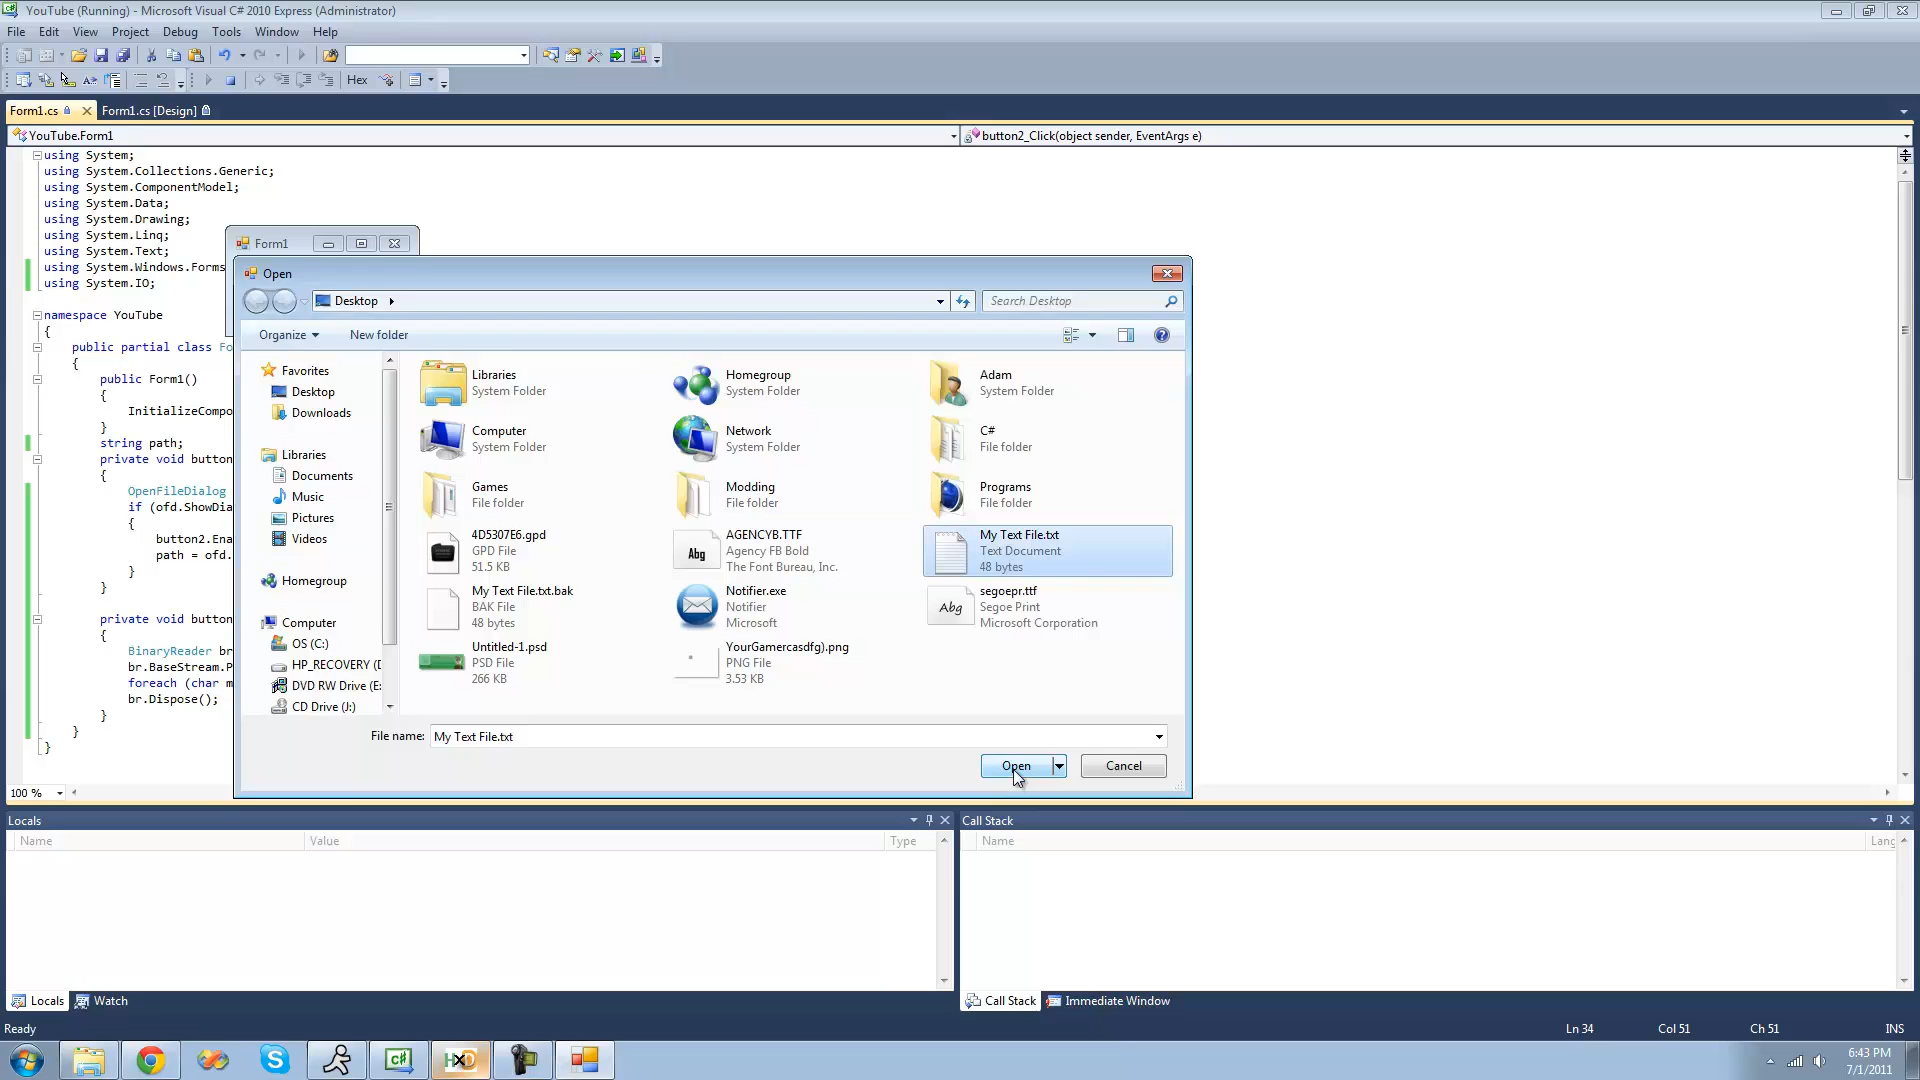 YouTube (Running) - Microsoft Visual C# 2010 Express (Administrator)
File Edit View Project Debug Tools Window Help
Hex
Form1.cs Form1.cs [Design]
YouTube.Form1 button2_Click(object sender, EventArgs e)
using System;
using System.Collections.Generic;
using System.ComponentModel;
using System.Data;
using System.Drawing;
using System.Linq;
using System.Text;
using System.Windows.Forms
using System.IO;
namespace YouTube
{
public partial class Fo
{
public Form1()
{
InitializeCompo
}
string path;
private void button
{
OpenFileDialog
if (ofd.ShowDia
{
button2.Ena
path = ofd.
}
}
private void button
{
BinaryReader br
br.BaseStream.P
foreach (char m
br.Dispose();
}
}
}
100 %
Form1
Open
Desktop
Search Desktop
Organize New folder
Favorites
Desktop
Downloads
Libraries
Documents
Music
Pictures
Videos
Homegroup
Computer
OS (C:)
HP_RECOVERY (D
DVD RW Drive (E:
CD Drive (J:)
Libraries
System Folder
Homegroup
System Folder
Adam
System Folder
Computer
System Folder
Network
System Folder
C#
File folder
Games
File folder
Modding
File folder
Programs
File folder
4D5307E6.gpd
GPD File
51.5 KB
Abg
AGENCYB.TTF
Agency FB Bold
The Font Bureau, Inc.
My Text File.txt
Text Document
48 bytes
My Text File.txt.bak
BAK File
48 bytes
Notifier.exe
Notifier
Microsoft
Abg
segoepr.ttf
Segoe Print
Microsoft Corporation
Untitled-1.psd
PSD File
266 KB
YourGamercasdfg).png
PNG File
3.53 KB
File name: My Text File.txt
Open Cancel
Locals
Name Value Type
Call Stack
Name Lang
Locals Watch
Call Stack Immediate Window
Ready Ln 34 Col 51 Ch 51 INS
6:43 PM
7/1/2011